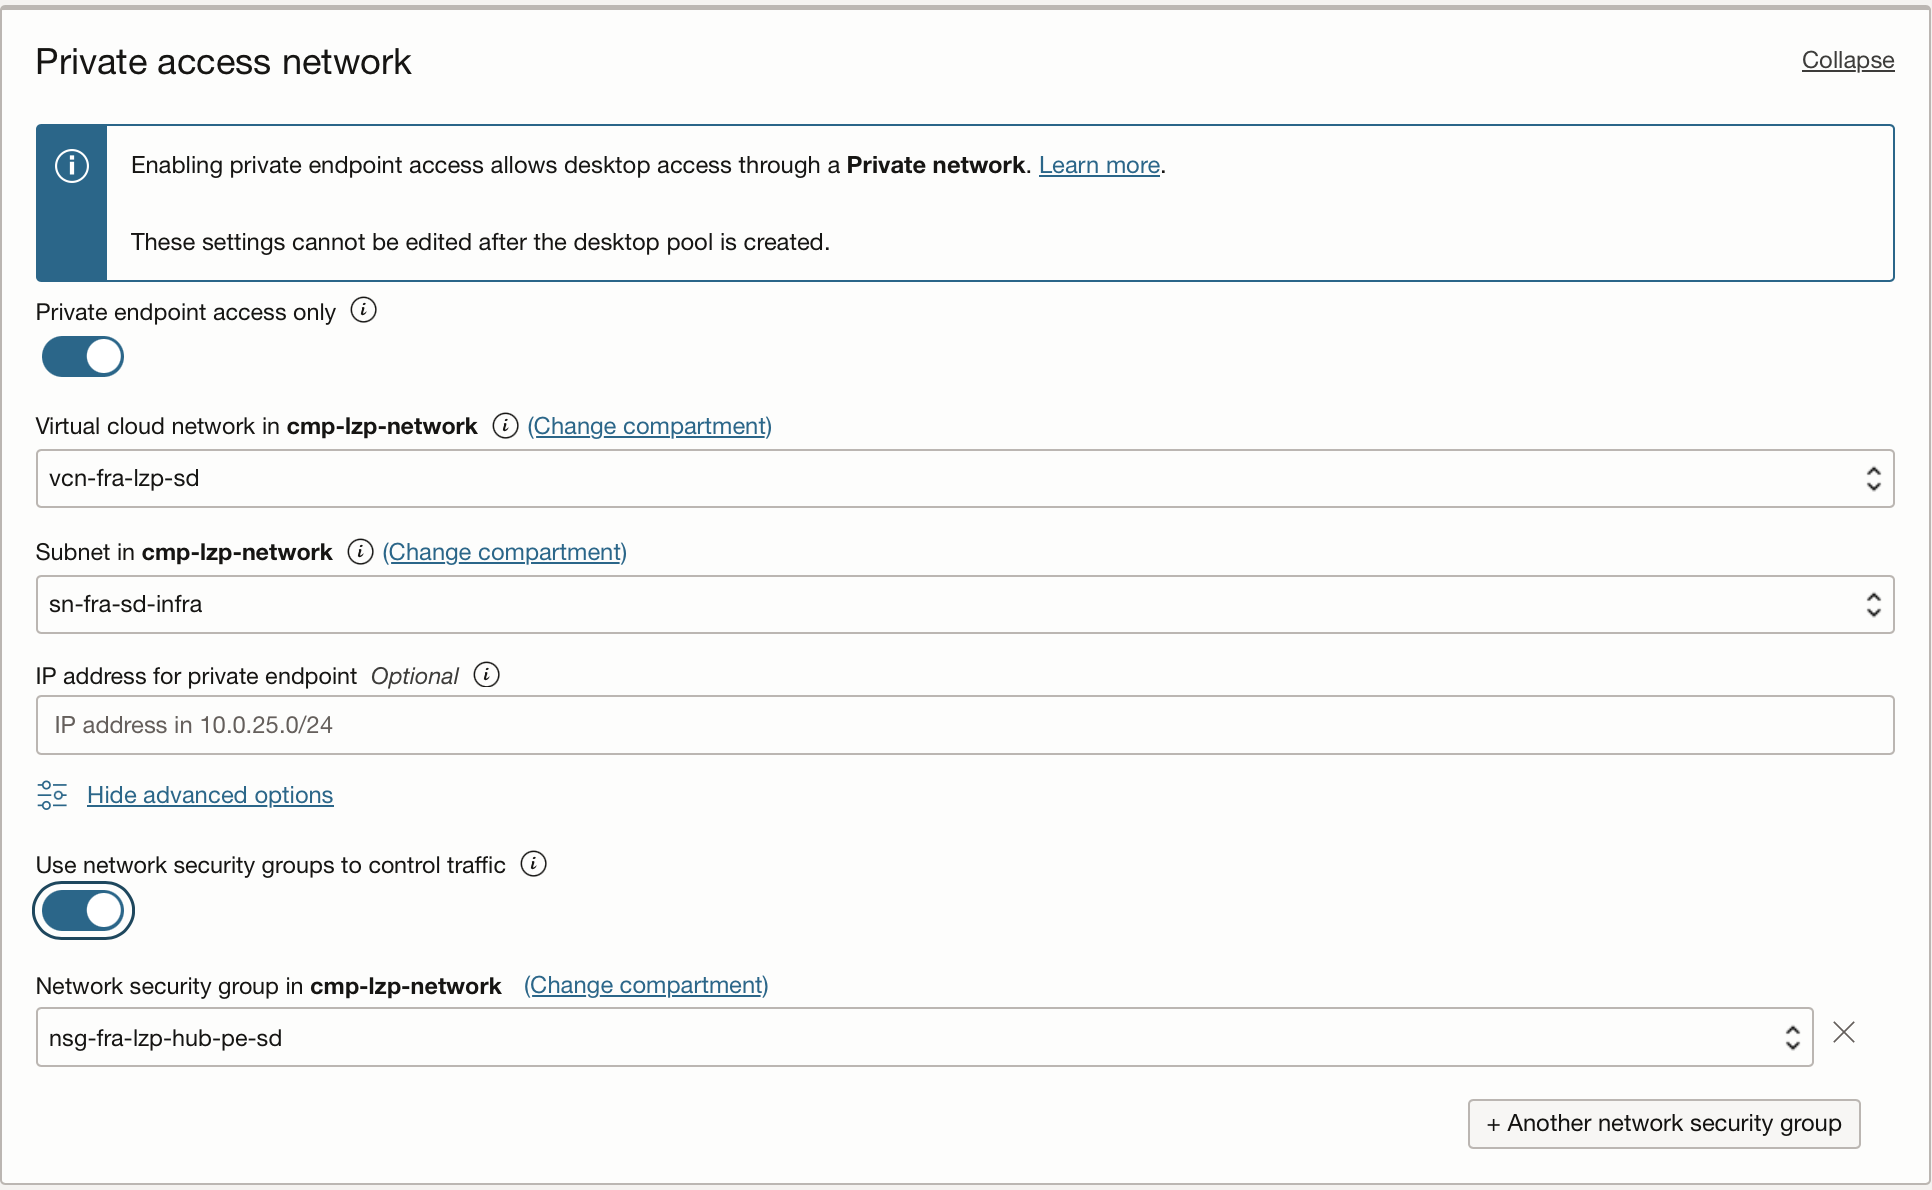 Private access network
Collapse
Enabling private endpoint access allows desktop access through a Private network. Learn more.
These settings cannot be edited after the desktop pool is created.
Private endpoint access only
Virtual cloud network in cmp-lzp-network (Change compartment)
vcn-fra-lzp-sd
Subnet in cmp-lzp-network (Change compartment)
sn-fra-sd-infra
IP address for private endpoint Optional
IP address in 10.0.25.0/24
Hide advanced options
Use network security groups to control traffic
Network security group in cmp-lzp-network (Change compartment)
nsg-fra-lzp-hub-pe-sd
+ Another network security group